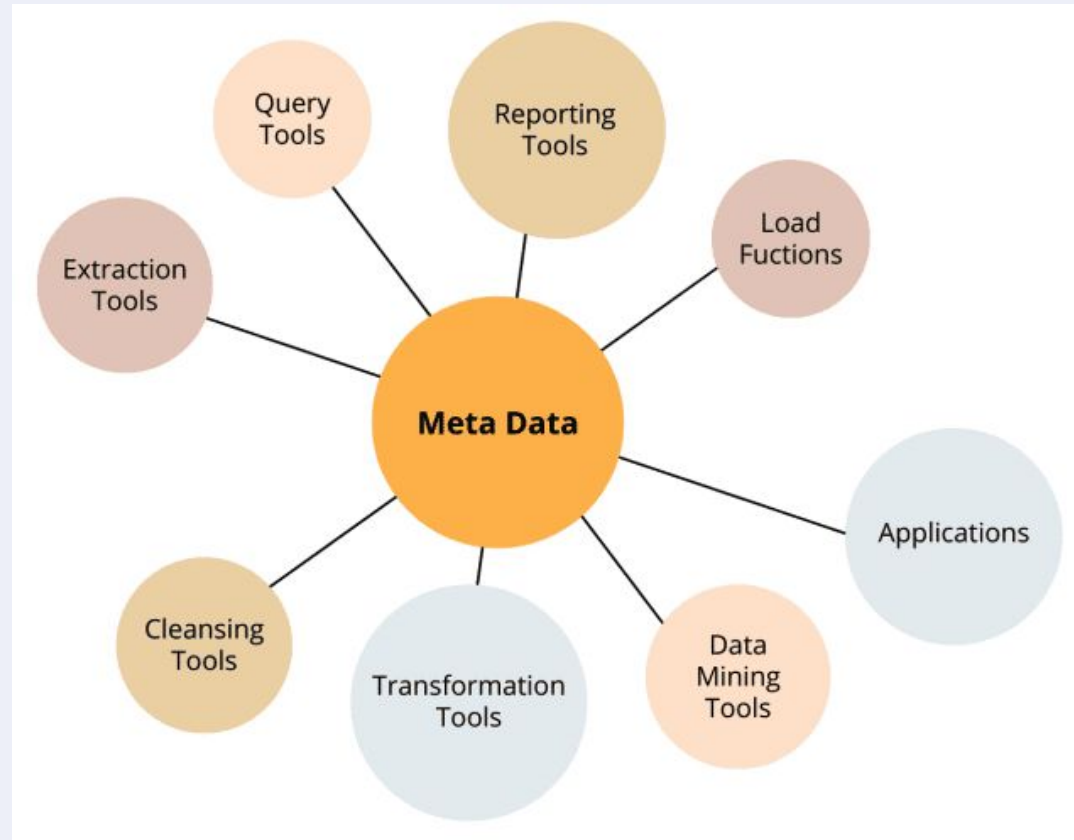 Query
Tools
Reporting
Tools
Load
Fuctions
Extraction
Tools
Meta Data
Applications
Cleansing
Tools
Transformation
Tools
Data
Mining
Tools